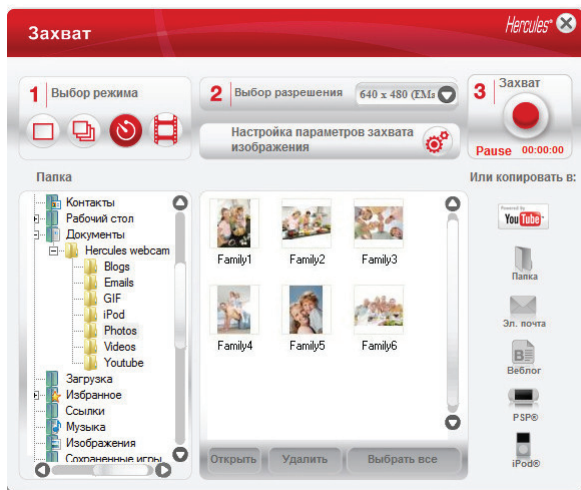 Захват
Hercules
1 Выбор режима
2 Выбор разрешения
640 x 480 (EMa
3 Захват
Настройка параметров захвата
изображения
Pause 00:00:00
Папка
Или копировать в:
Контакты
Рабочий стол
Документы
Hercules webcam
Blogs
Emails
GIF
iPod
Photos
Videos
Youtube
Загрузка
Избранное
Ссылки
Музыка
Изображения
Сохраненные игры
Family1
Family2
Family3
Family4
Family5
Family6
Открыть
Удалить
Выбрать все
Powered by
You Tube
Папка
Эл. почта
Веблог
PSP®
iPod®